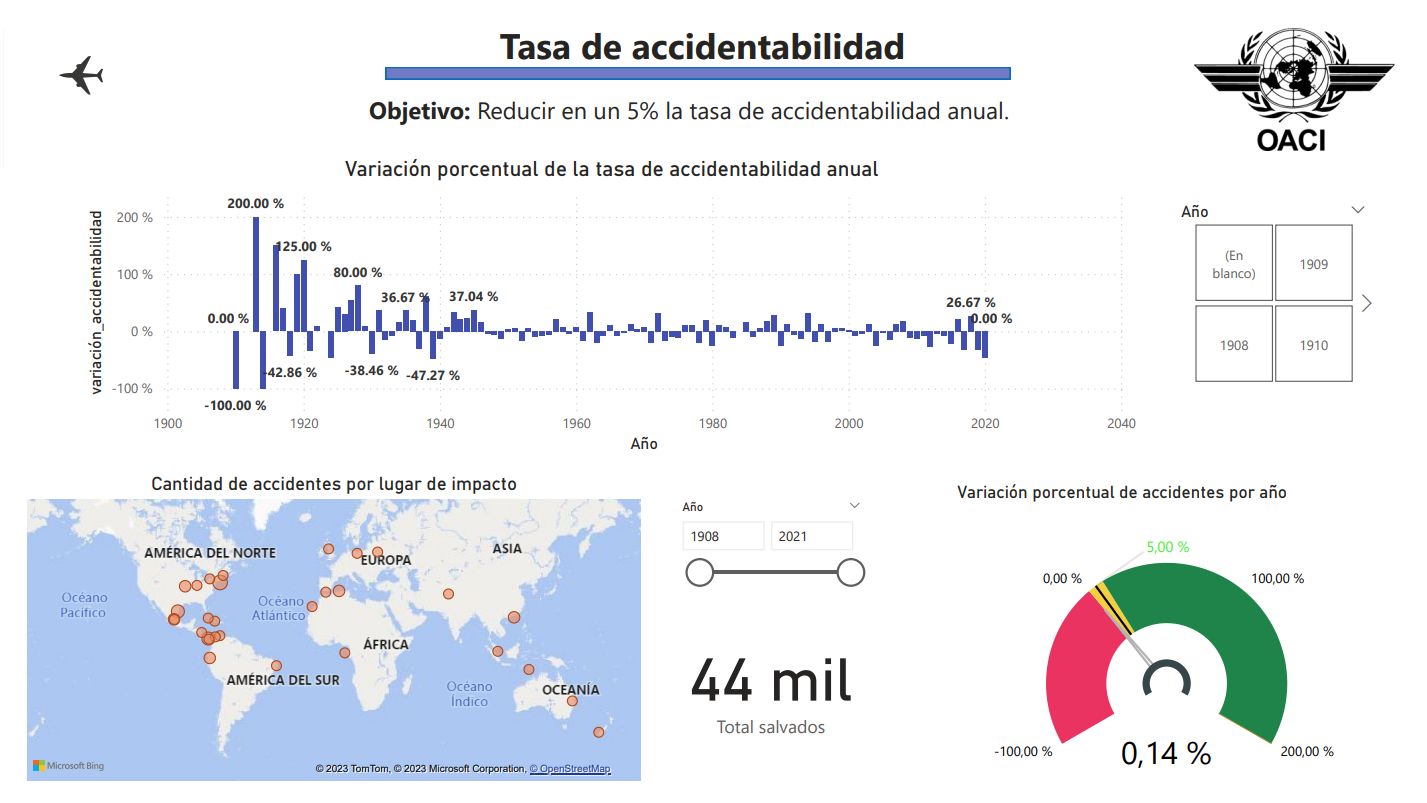 Tasa de accidentabilidad
Objetivo: Reducir en un 5% la tasa de accidentabilidad anual.
OACI
Variación porcentual de la tasa de accidentabilidad anual
variación_accidentabilidad
200 %
100 %
0 %
-100 %
200.00 %
125.00 %
80.00 %
36.67 %
37.04 %
26.67 %
0.00 %
0.00 %
-42.86 %
-38.46 %
-47.27 %
-100.00 %
1900
1920
1940
1960
1980
2000
2020
2040
Año
Año
(En
blanco)
1909
1908
1910
Cantidad de accidentes por lugar de impacto
AMÉRICA DEL NORTE
EUROPA
ASIA
Océano
Pacífico
Océano
Atlántico
ÁFRICA
AMÉRICA DEL SUR
Océano
Índico
OCEANÍA
Microsoft Bing
© 2023 TomTom, © 2023 Microsoft Corporation, © OpenStreetMap
Año
1908
2021
44 mil
Total salvados
Variación porcentual de accidentes por año
5,00 %
0,00 %
100,00 %
-100,00 %
200,00 %
0,14 %